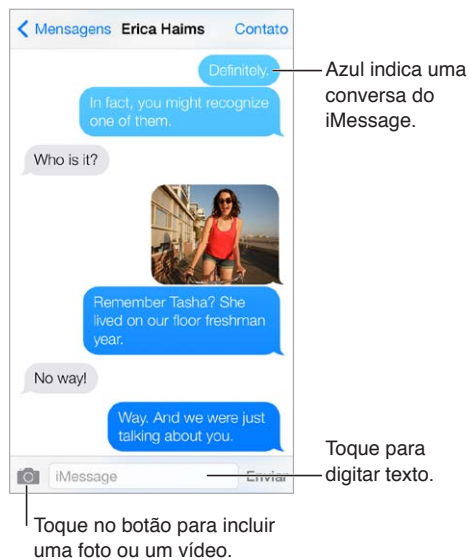 Mensagens Erica Haims Contato
Definitely.
Azul indica uma
conversa do
iMessage.
In fact, you might recognize
one of them.
Who is it?
Remember Tasha? She
lived on our floor freshman
year.
No way!
Way. And we were just
talking about you.
iMessage Enviar
Toque para
digitar texto.
Toque no botão para incluir
uma foto ou um vídeo.